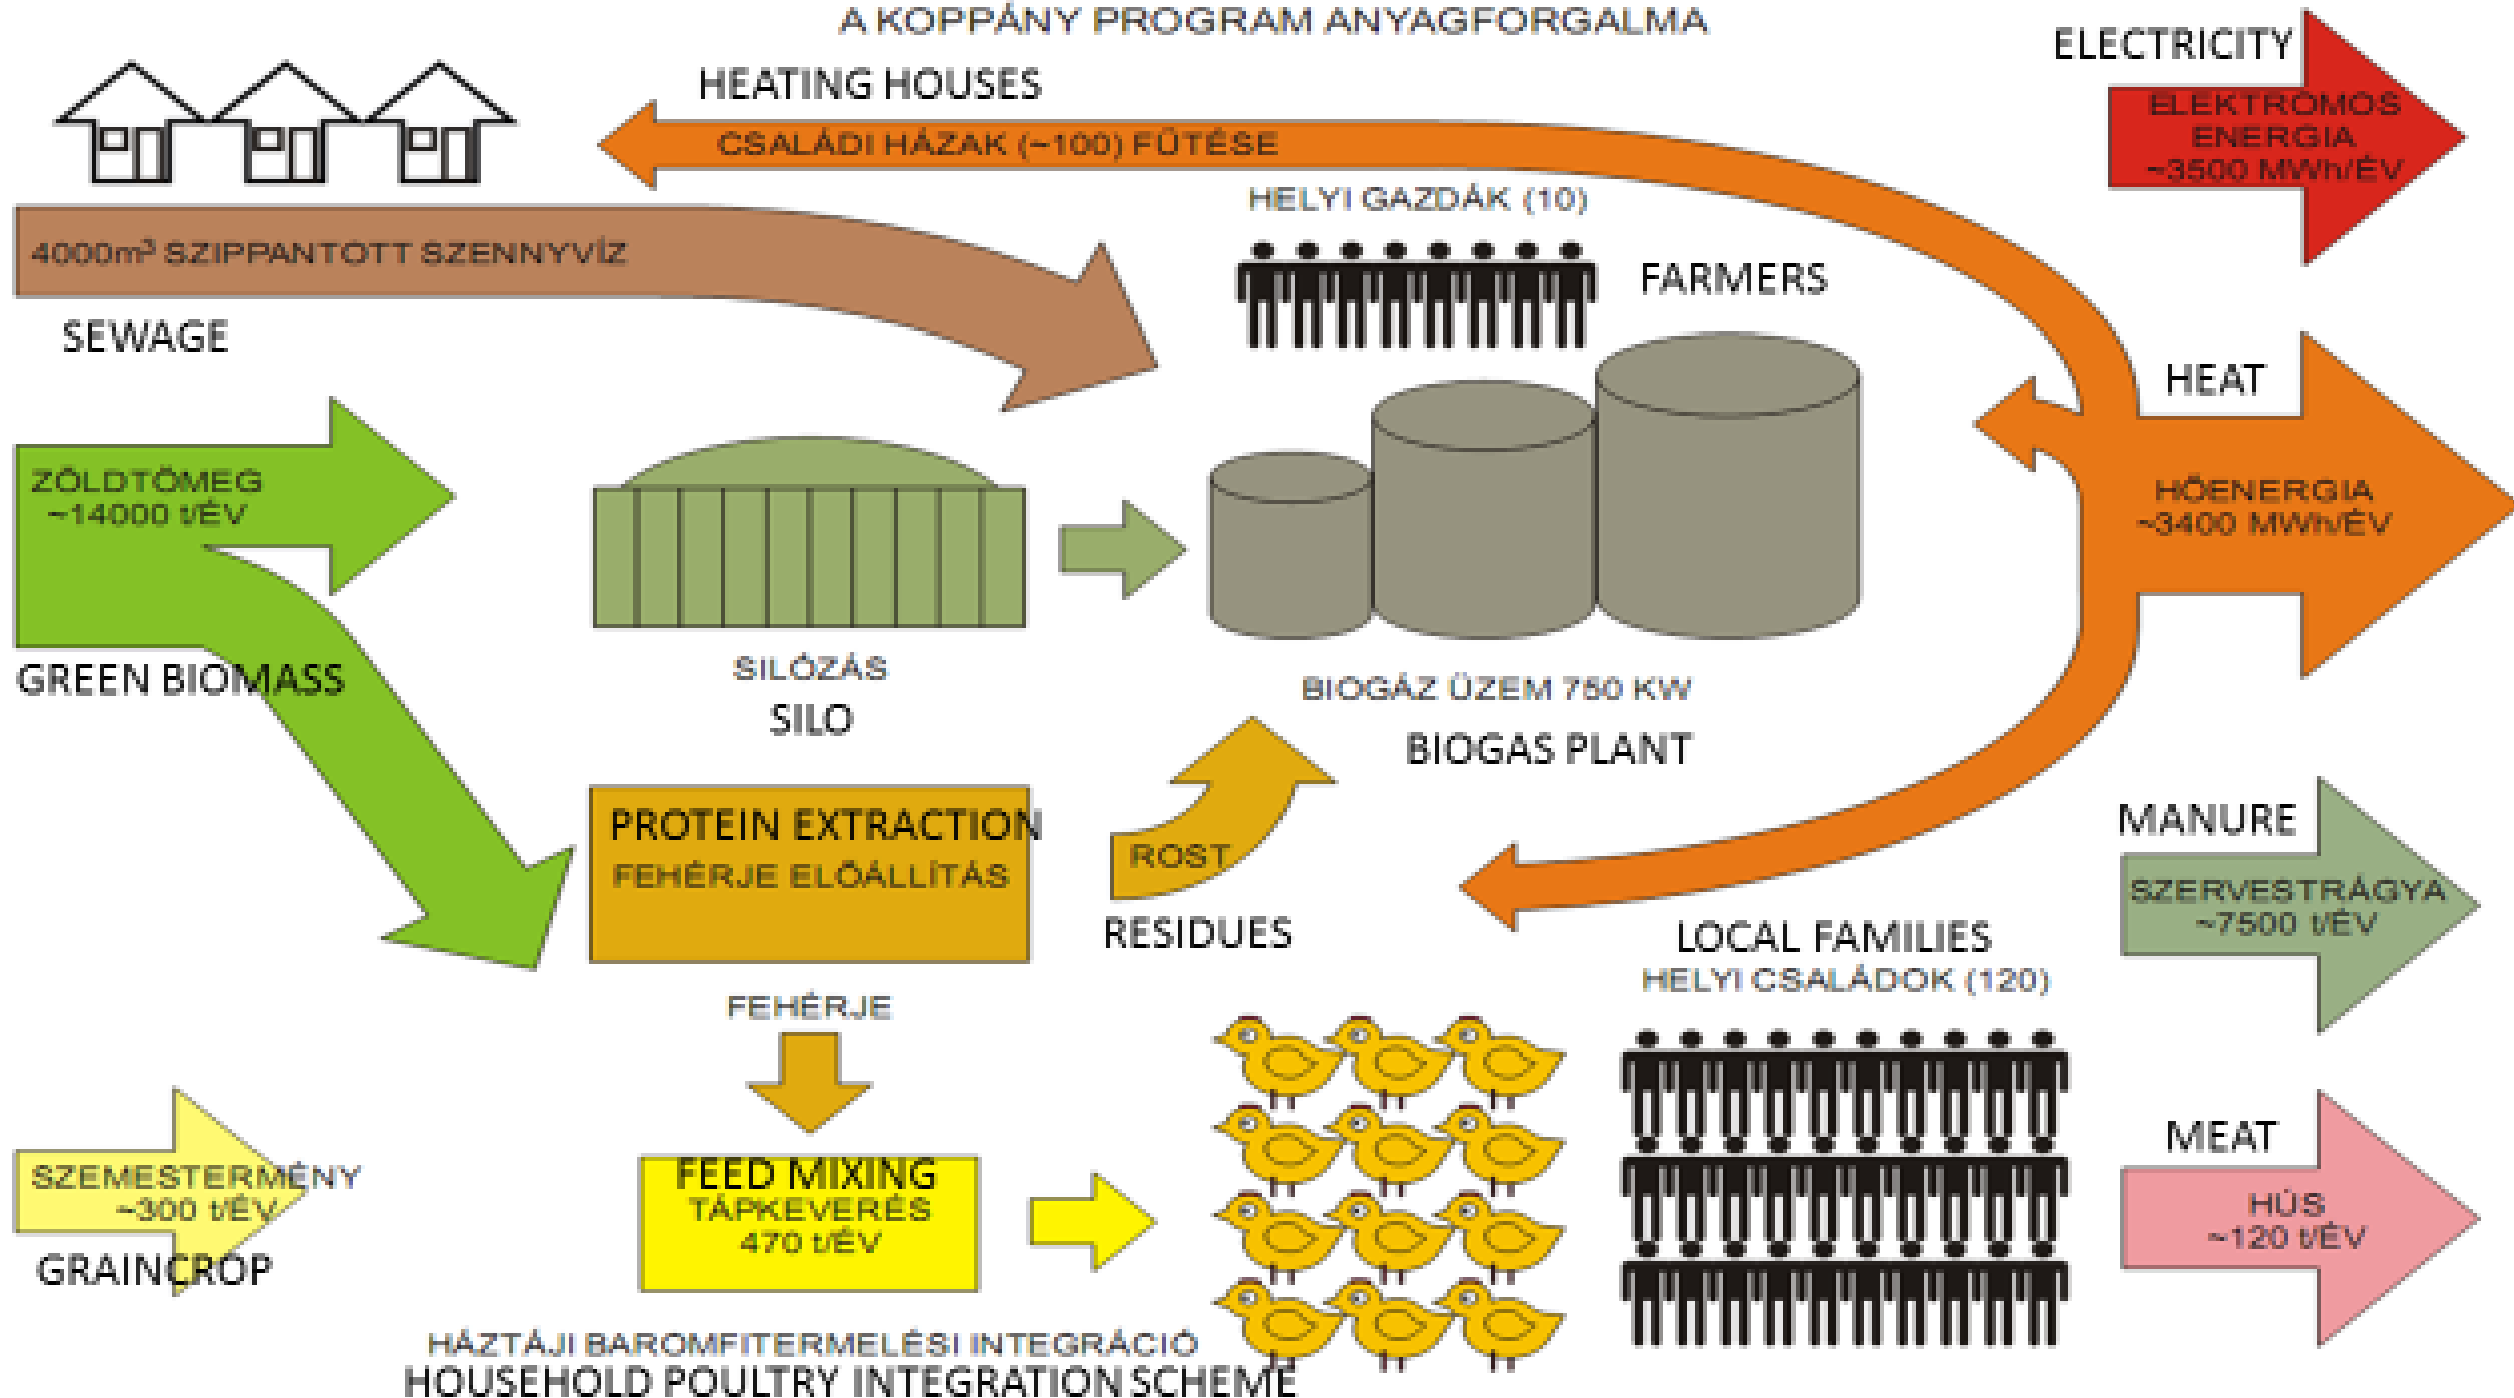 A KOPPÁNY PROGRAM ANYAGFORGALMA
HEATING HOUSES
CSALÁDI HÁZAK (~100) FŰTÉSE
ELECTRICITY
ELEKTROMOS
ENERGIA
~3500 MWh/ÉV
HELYI GAZDÁK (10)
FARMERS
4000m³ SZIPPANTOTT SZENNYVÍZ
SEWAGE
HEAT
HŐENERGIA
~3400 MWh/ÉV
ZÖLDTÖMEG
~14000 t/ÉV
GREEN BIOMASS
SILÓZÁS
SILO
BIOGÁZ ÜZEM 750 KW
BIOGAS PLANT
PROTEIN EXTRACTION
FEHÉRJE ELŐÁLLÍTÁS
ROST
RESIDUES
MANURE
SZERVESTRÁGYA
~7500 t/ÉV
LOCAL FAMILIES
HELYI CSALÁDOK (120)
FEHÉRJE
SZEMESTERMÉNY
~300 t/ÉV
GRAINCROP
FEED MIXING
TÁPKEVERÉS
470 t/ÉV
MEAT
HÚS
~120 t/ÉV
HÁZTÁJI BAROMFITERMELÉSI INTEGRÁCIÓ
HOUSEHOLD POULTRY INTEGRATION SCHEME